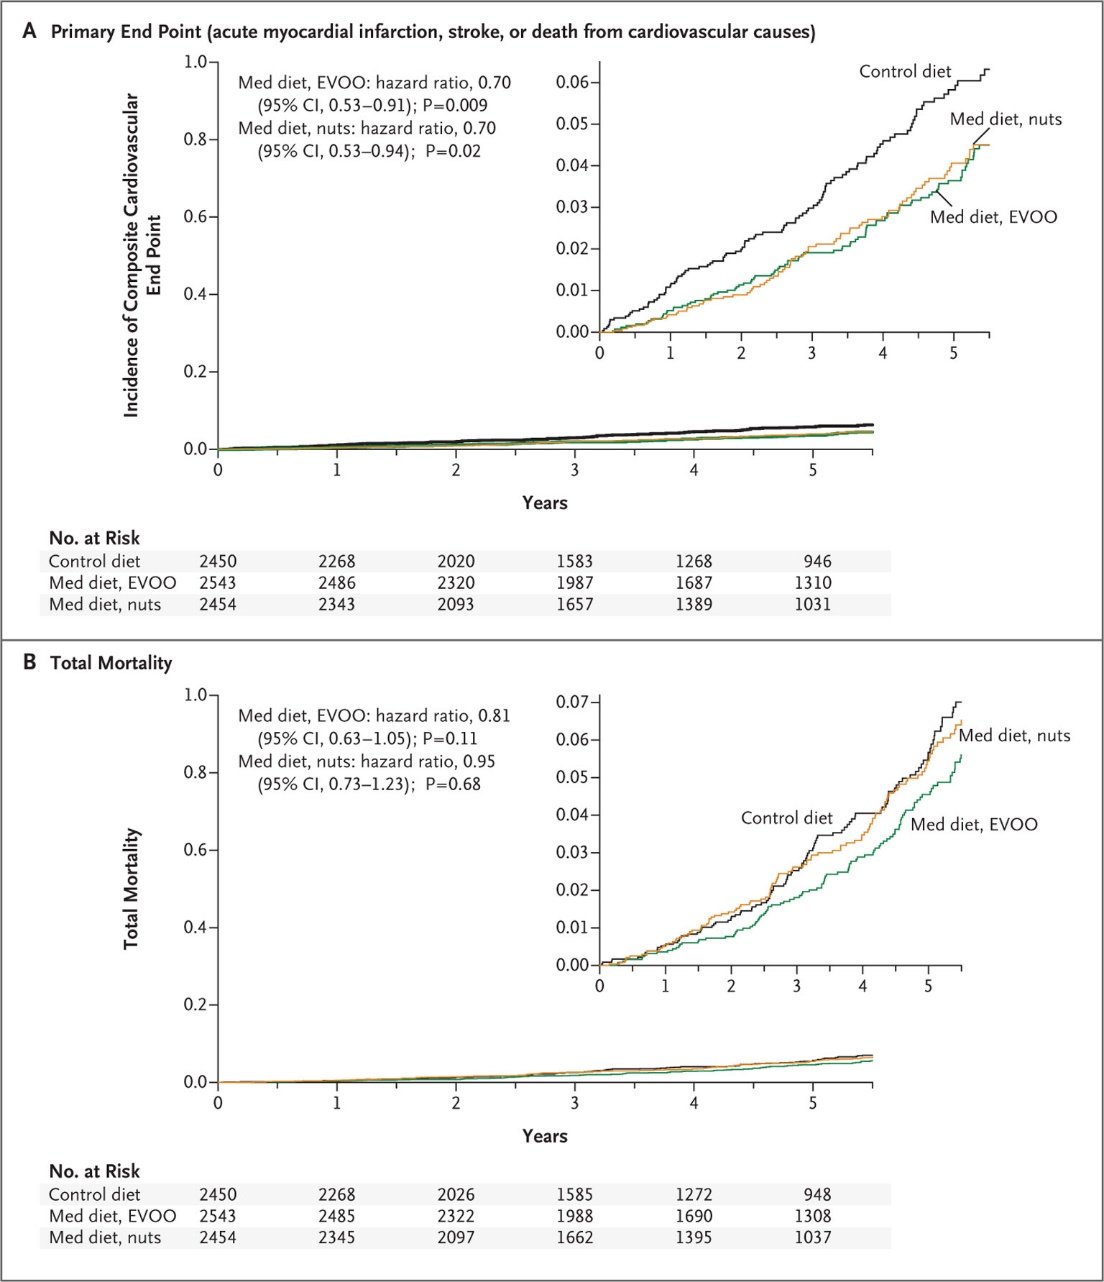 A Primary End Point (acute myocardial infarction, stroke, or death from cardiovascular causes)
Incidence of Composite Cardiovascular
End Point
1.0
0.8
0.6
0.4
0.2
0.0
Med diet, EVOO: hazard ratio, 0.70
(95% CI, 0.53–0.91); P=0.009
Med diet, nuts: hazard ratio, 0.70
(95% CI, 0.53–0.94); P=0.02
0.06
0.05
0.04
0.03
0.02
0.01
0.00
Control diet
Med diet, nuts
Med diet, EVOO
0 1 2 3 4 5
0 1 2 3 4 5
Years
No. at Risk
Control diet 2450 2268 2020 1583 1268 946
Med diet, EVOO 2543 2486 2320 1987 1687 1310
Med diet, nuts 2454 2343 2093 1657 1389 1031
B Total Mortality
Total Mortality
1.0
0.8
0.6
0.4
0.2
0.0
Med diet, EVOO: hazard ratio, 0.81
(95% CI, 0.63–1.05); P=0.11
Med diet, nuts: hazard ratio, 0.95
(95% CI, 0.73–1.23); P=0.68
0.07
0.06
0.05
0.04
0.03
0.02
0.01
0.00
Med diet, nuts
Control diet
Med diet, EVOO
0 1 2 3 4 5
0 1 2 3 4 5
Years
No. at Risk
Control diet 2450 2268 2026 1585 1272 948
Med diet, EVOO 2543 2485 2322 1988 1690 1308
Med diet, nuts 2454 2345 2097 1662 1395 1037